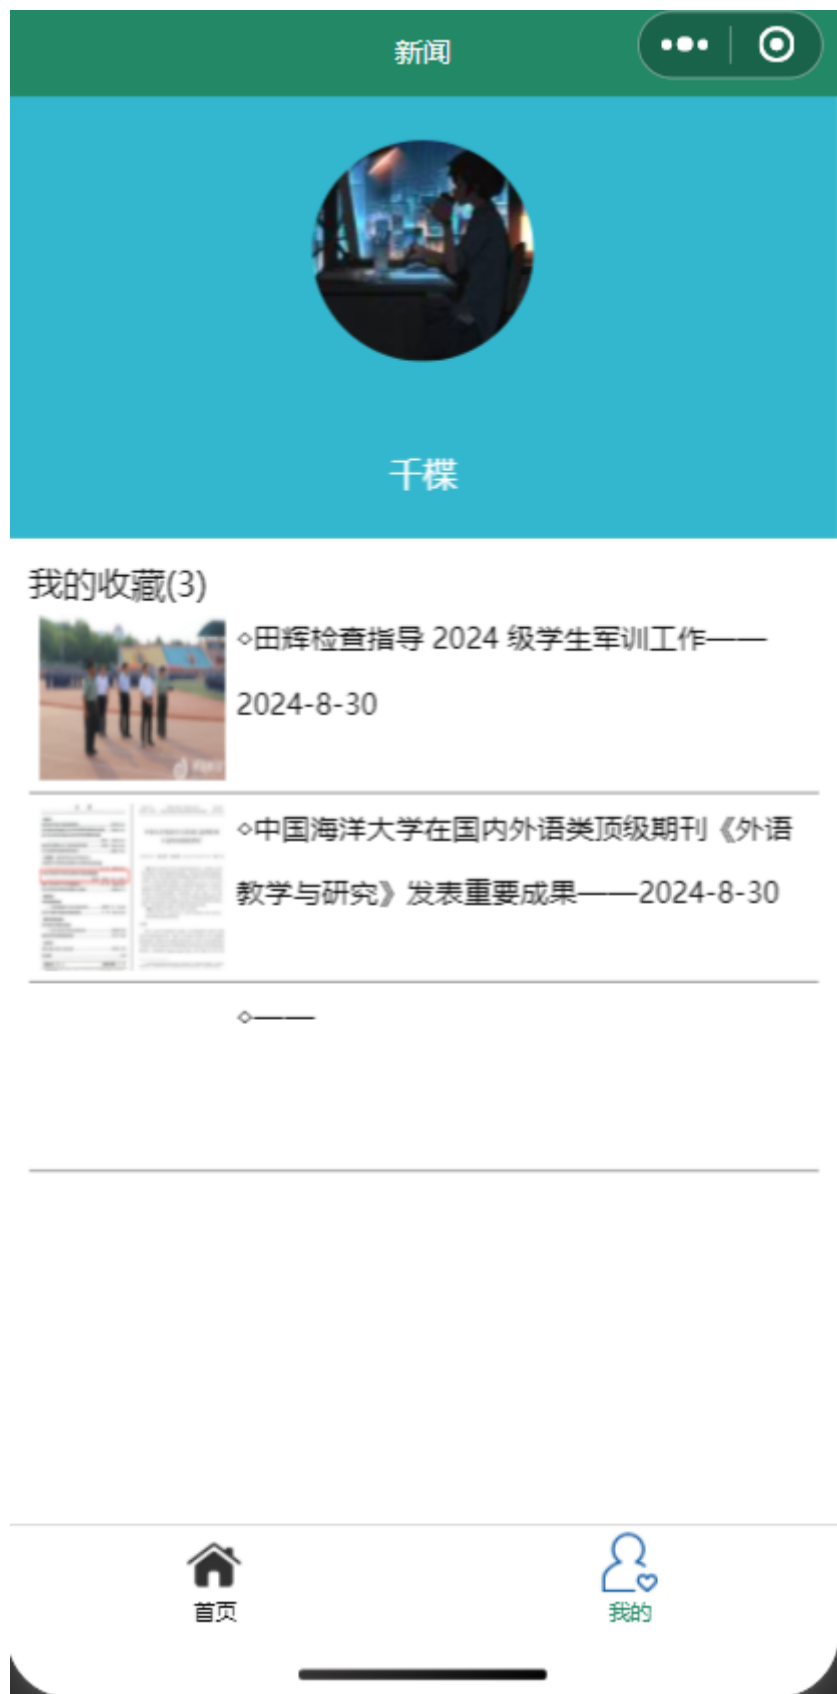 新闻
千楪
我的收藏(3)
◇田辉检查指导 2024 级学生军训工作——
2024-8-30
◇中国海洋大学在国内外语类顶级期刊《外语
教学与研究》发表重要成果——2024-8-30
◇——
首页
我的